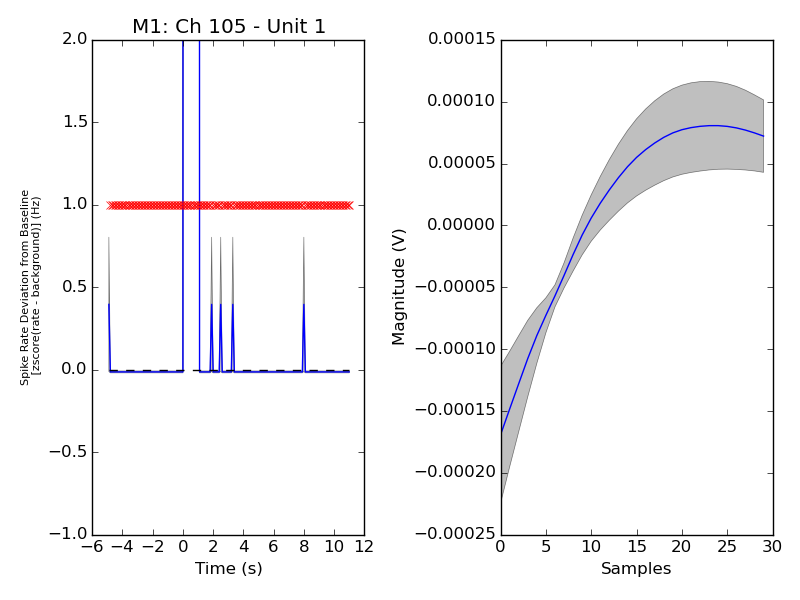 M1: Ch 105 - Unit 1
2.0
1.5
1.0
0.5
0.0
−0.5
−1.0
−6 −4 −2 0 2 4 6 8 10 12
Time (s)
Spike Rate Deviation from Baseline
[zscore(rate - background)] (Hz)
0.00015
0.00010
0.00005
0.00000
−0.00005
−0.00010
−0.00015
−0.00020
−0.00025
0 5 10 15 20 25 30
Samples
Magnitude (V)